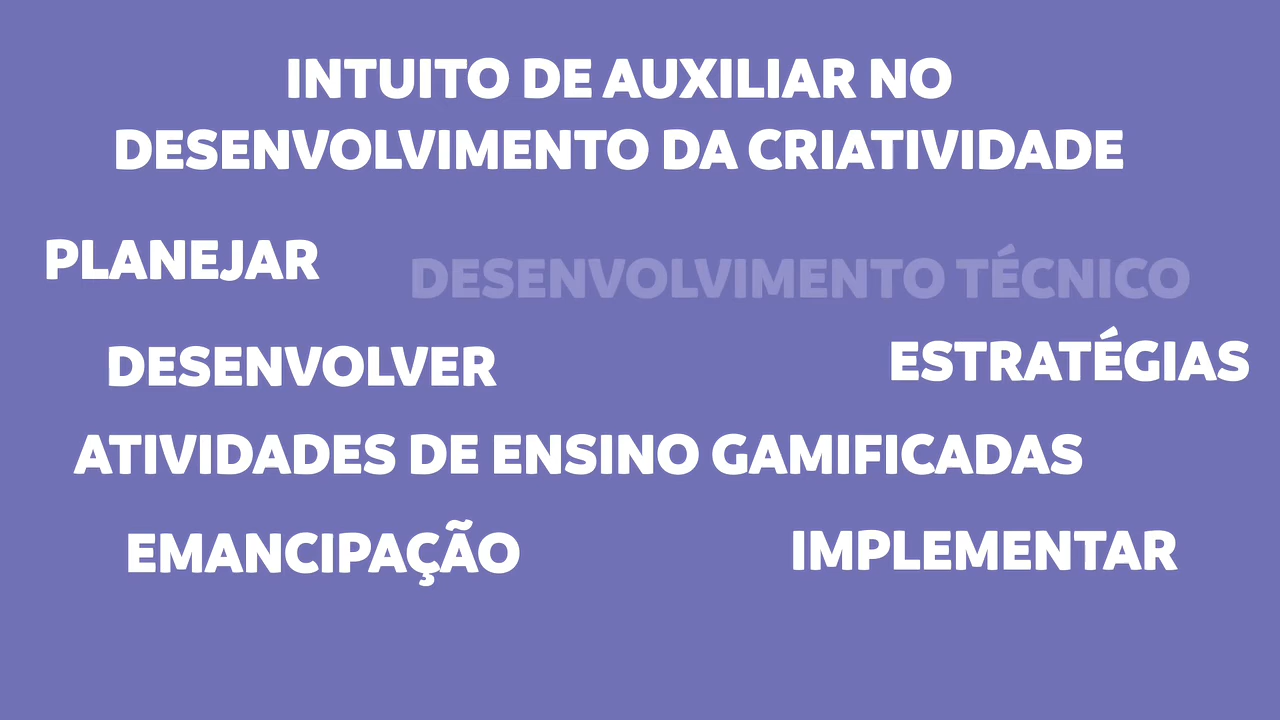 INTUITO DE AUXILIAR NO
DESENVOLVIMENTO DA CRIATIVIDADE
PLANEJAR
DESENVOLVIMENTO TÉCNICO
DESENVOLVER
ESTRATÉGIAS
ATIVIDADES DE ENSINO GAMIFICADAS
EMANCIPAÇÃO
IMPLEMENTAR